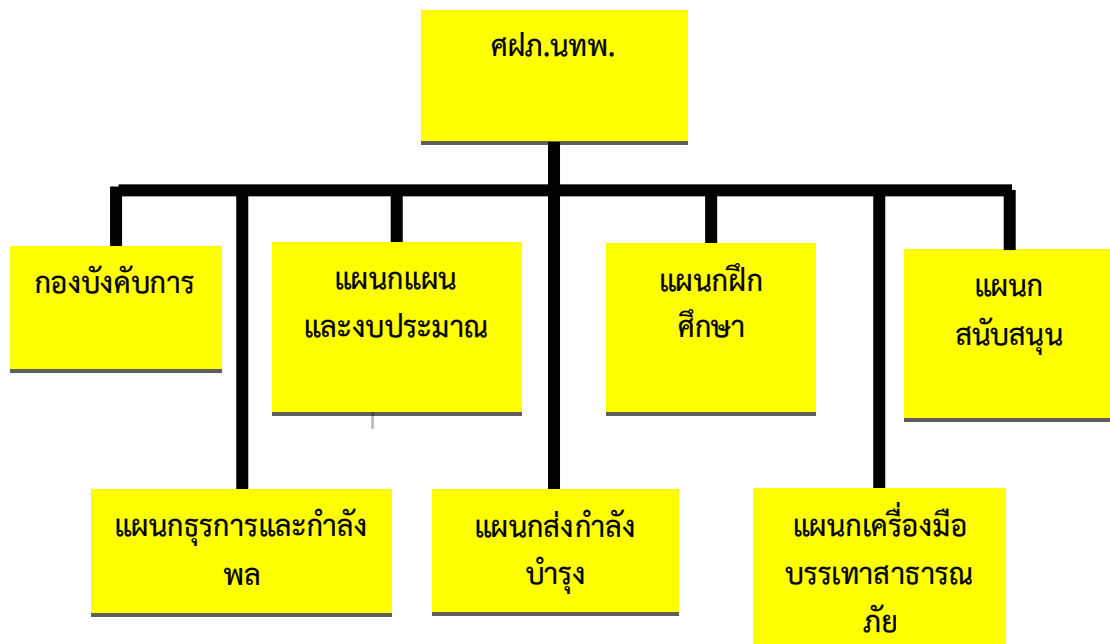 ศฝภ.นทพ.
กองบังคับการ
แผนกแผน
และงบประมาณ
แผนกฝึก
ศึกษา
แผนก
สนับสนุน
แผนกธุรการและกำลัง
พล
แผนกส่งกำลัง
บำรุง
แผนกเครื่องมือ
บรรเทาสาธารณ
ภัย